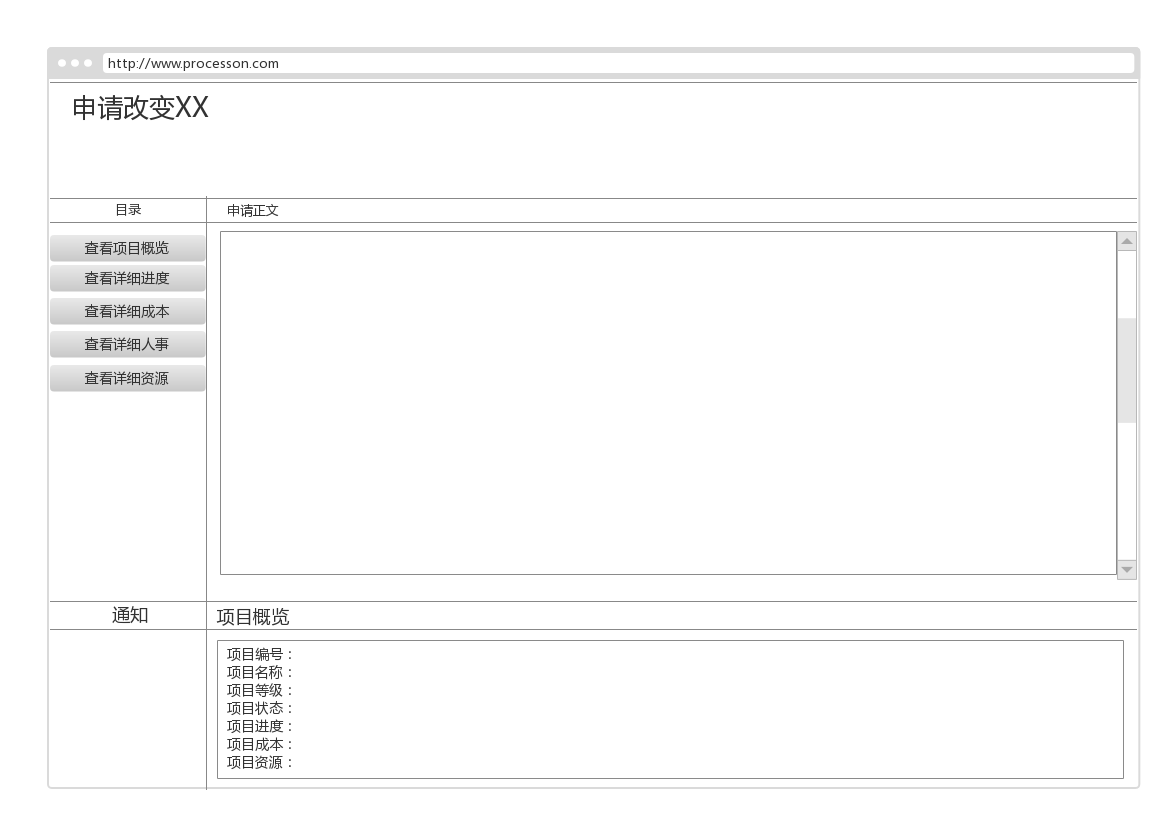 http://www.processon.com
申请改变XX
目录
申请正文
查看项目概览
查看详细进度
查看详细成本
查看详细人事
查看详细资源
通知
项目概览
项目编号：
项目名称：
项目等级：
项目状态：
项目进度：
项目成本：
项目资源：